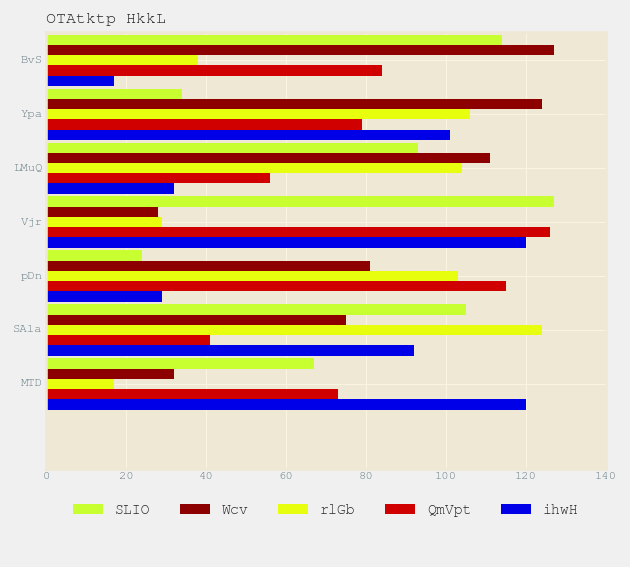 OTAtktp HkkL
BvS
Ypa
LMuQ
Vjr
pDn
SAla
MTD
0 20 40 60 80 100 120 140
SLIO Wcv rlGb QmVpt ihwH